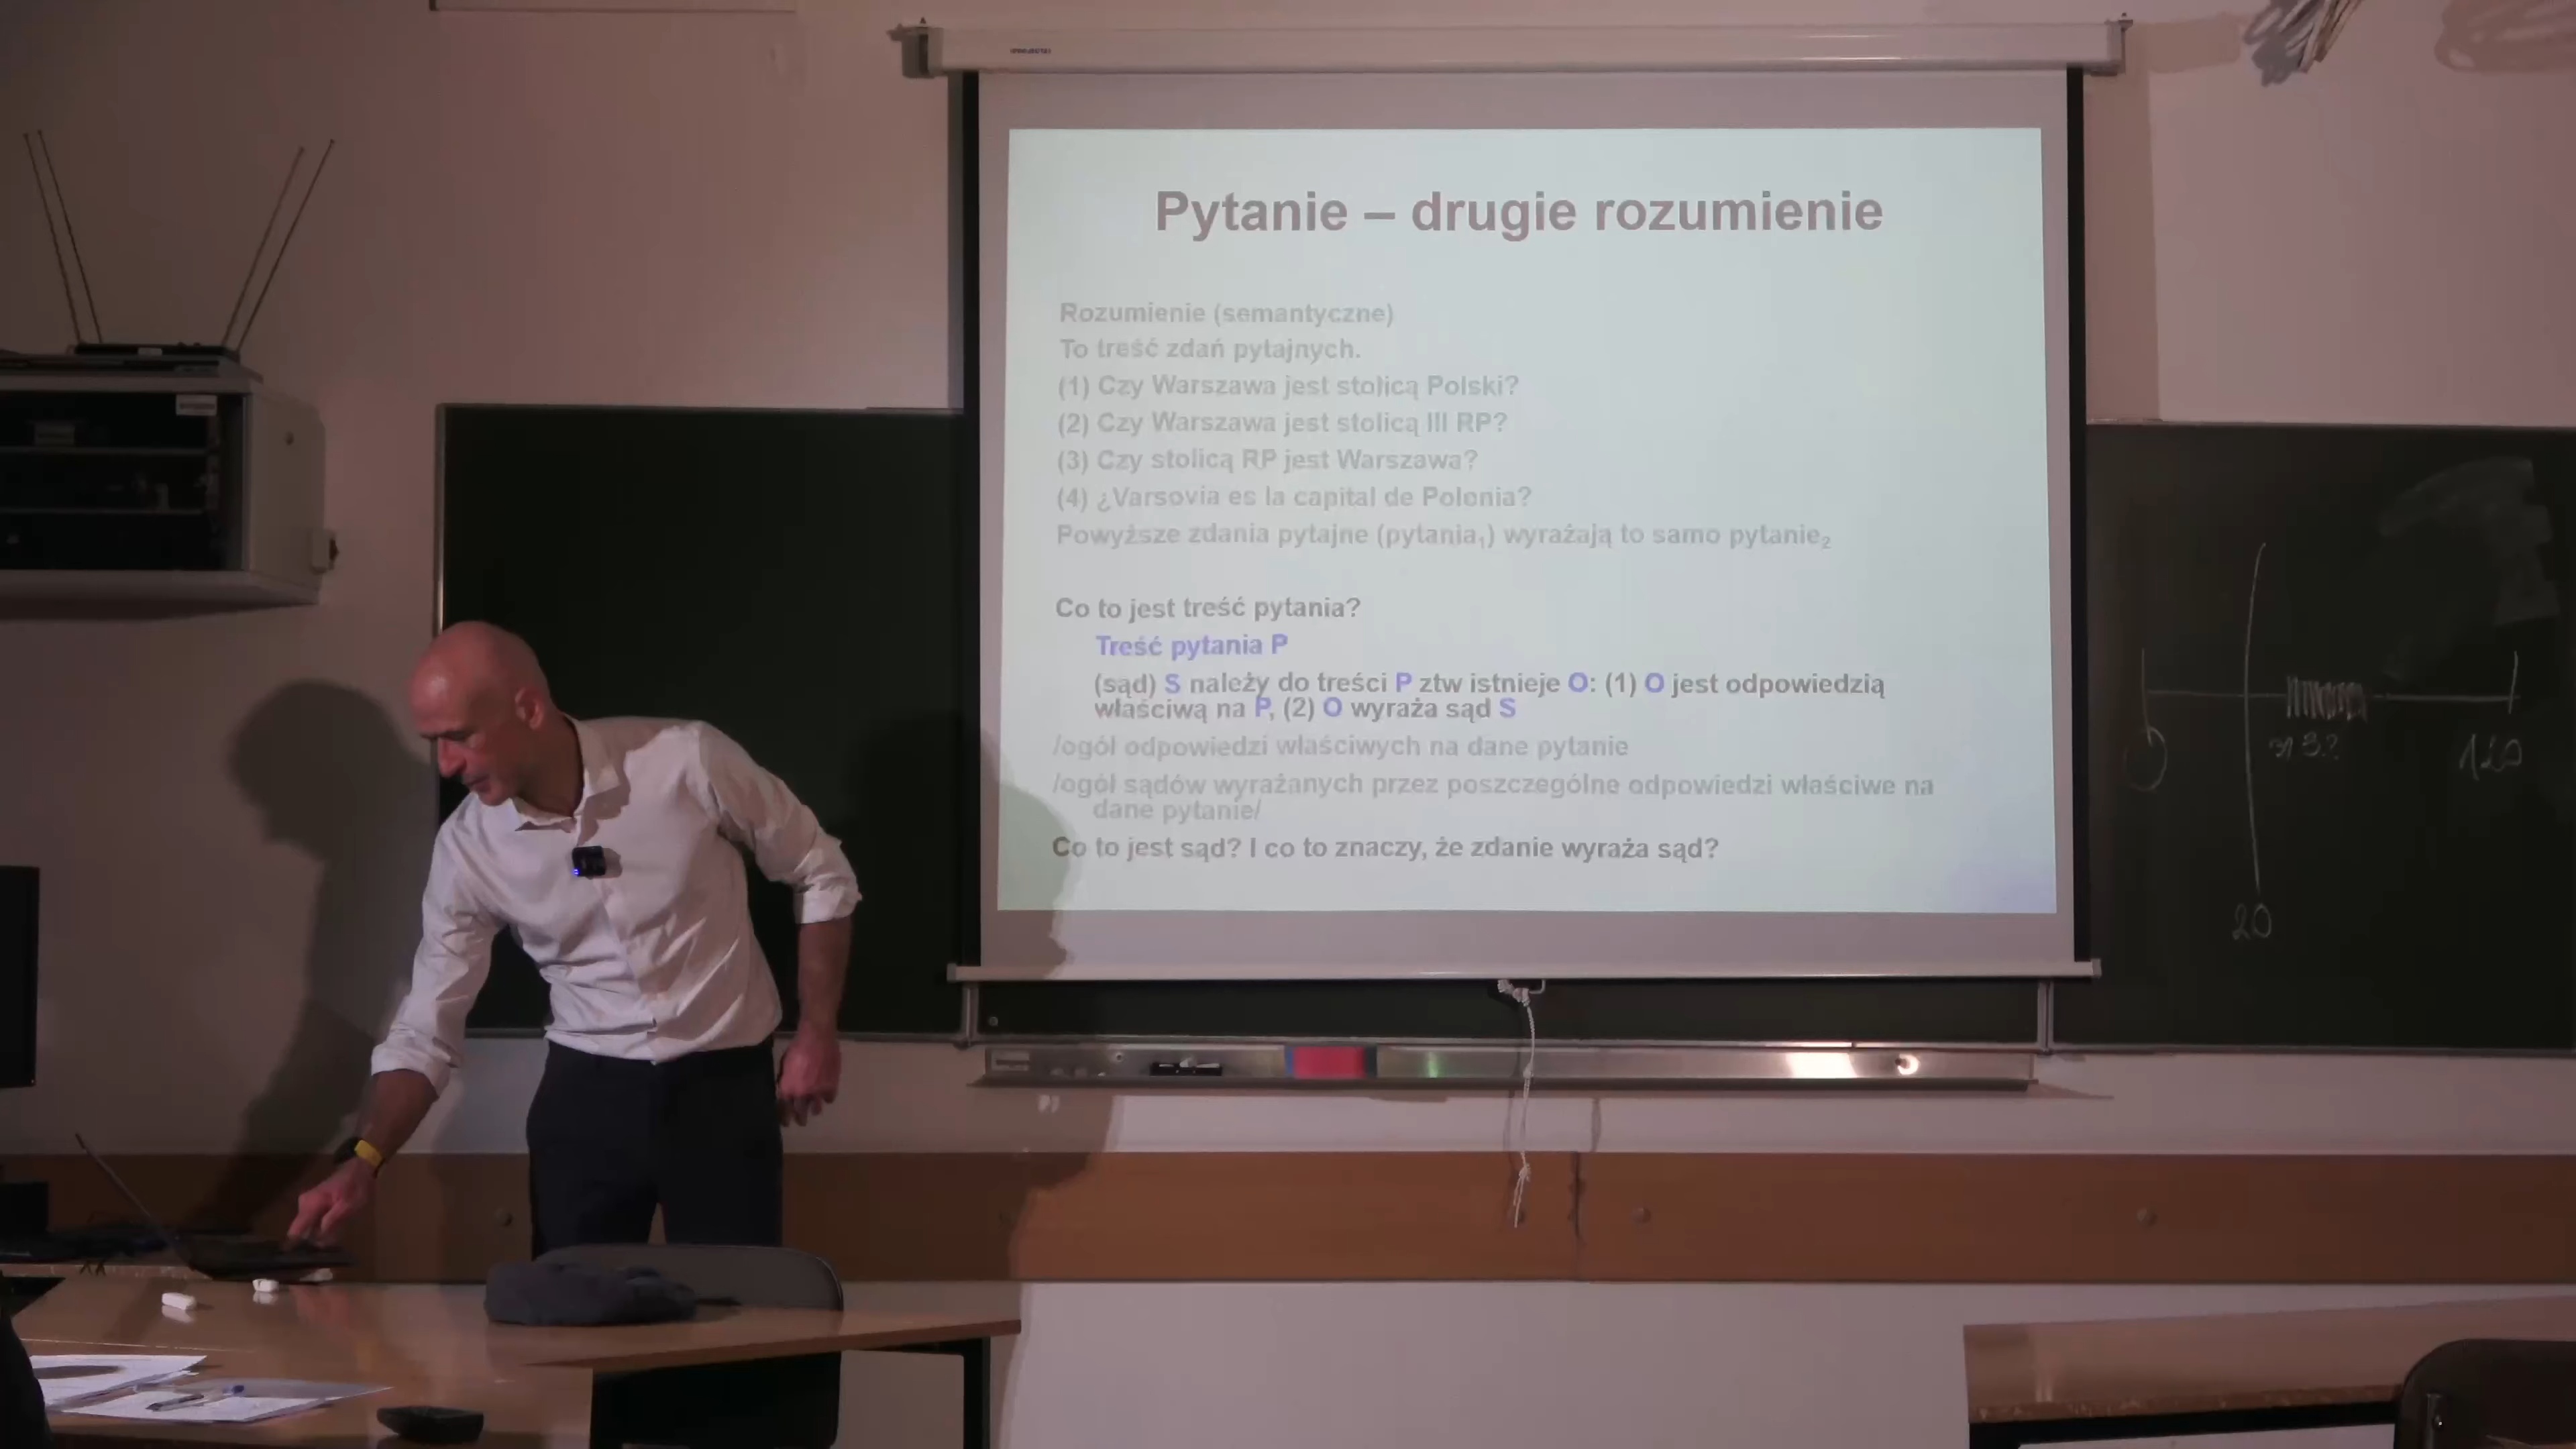 Pytanie – drugie rozumienie
Rozumienie (semantyczne)
To treść zdań pytajnych.
(1) Czy Warszawa jest stolicą Polski?
(2) Czy Warszawa jest stolicą III RP?
(3) Czy stolicą RP jest Warszawa?
(4) ¿Varsovia es la capital de Polonia?
Powyższe zdania pytajne (pytania₁) wyrażają to samo pytanie₂
Co to jest treść pytania?
Treść pytania P
(sąd) S należy do treści P ztw istnieje O: (1) O jest odpowiedzią
właściwą na P, (2) O wyraża sąd S
/ogół odpowiedzi właściwych na dane pytanie
/ogół sądów wyrażanych przez poszczególne odpowiedzi właściwe na
dane pytanie/
Co to jest sąd? I co to znaczy, że zdanie wyraża sąd?
120
20